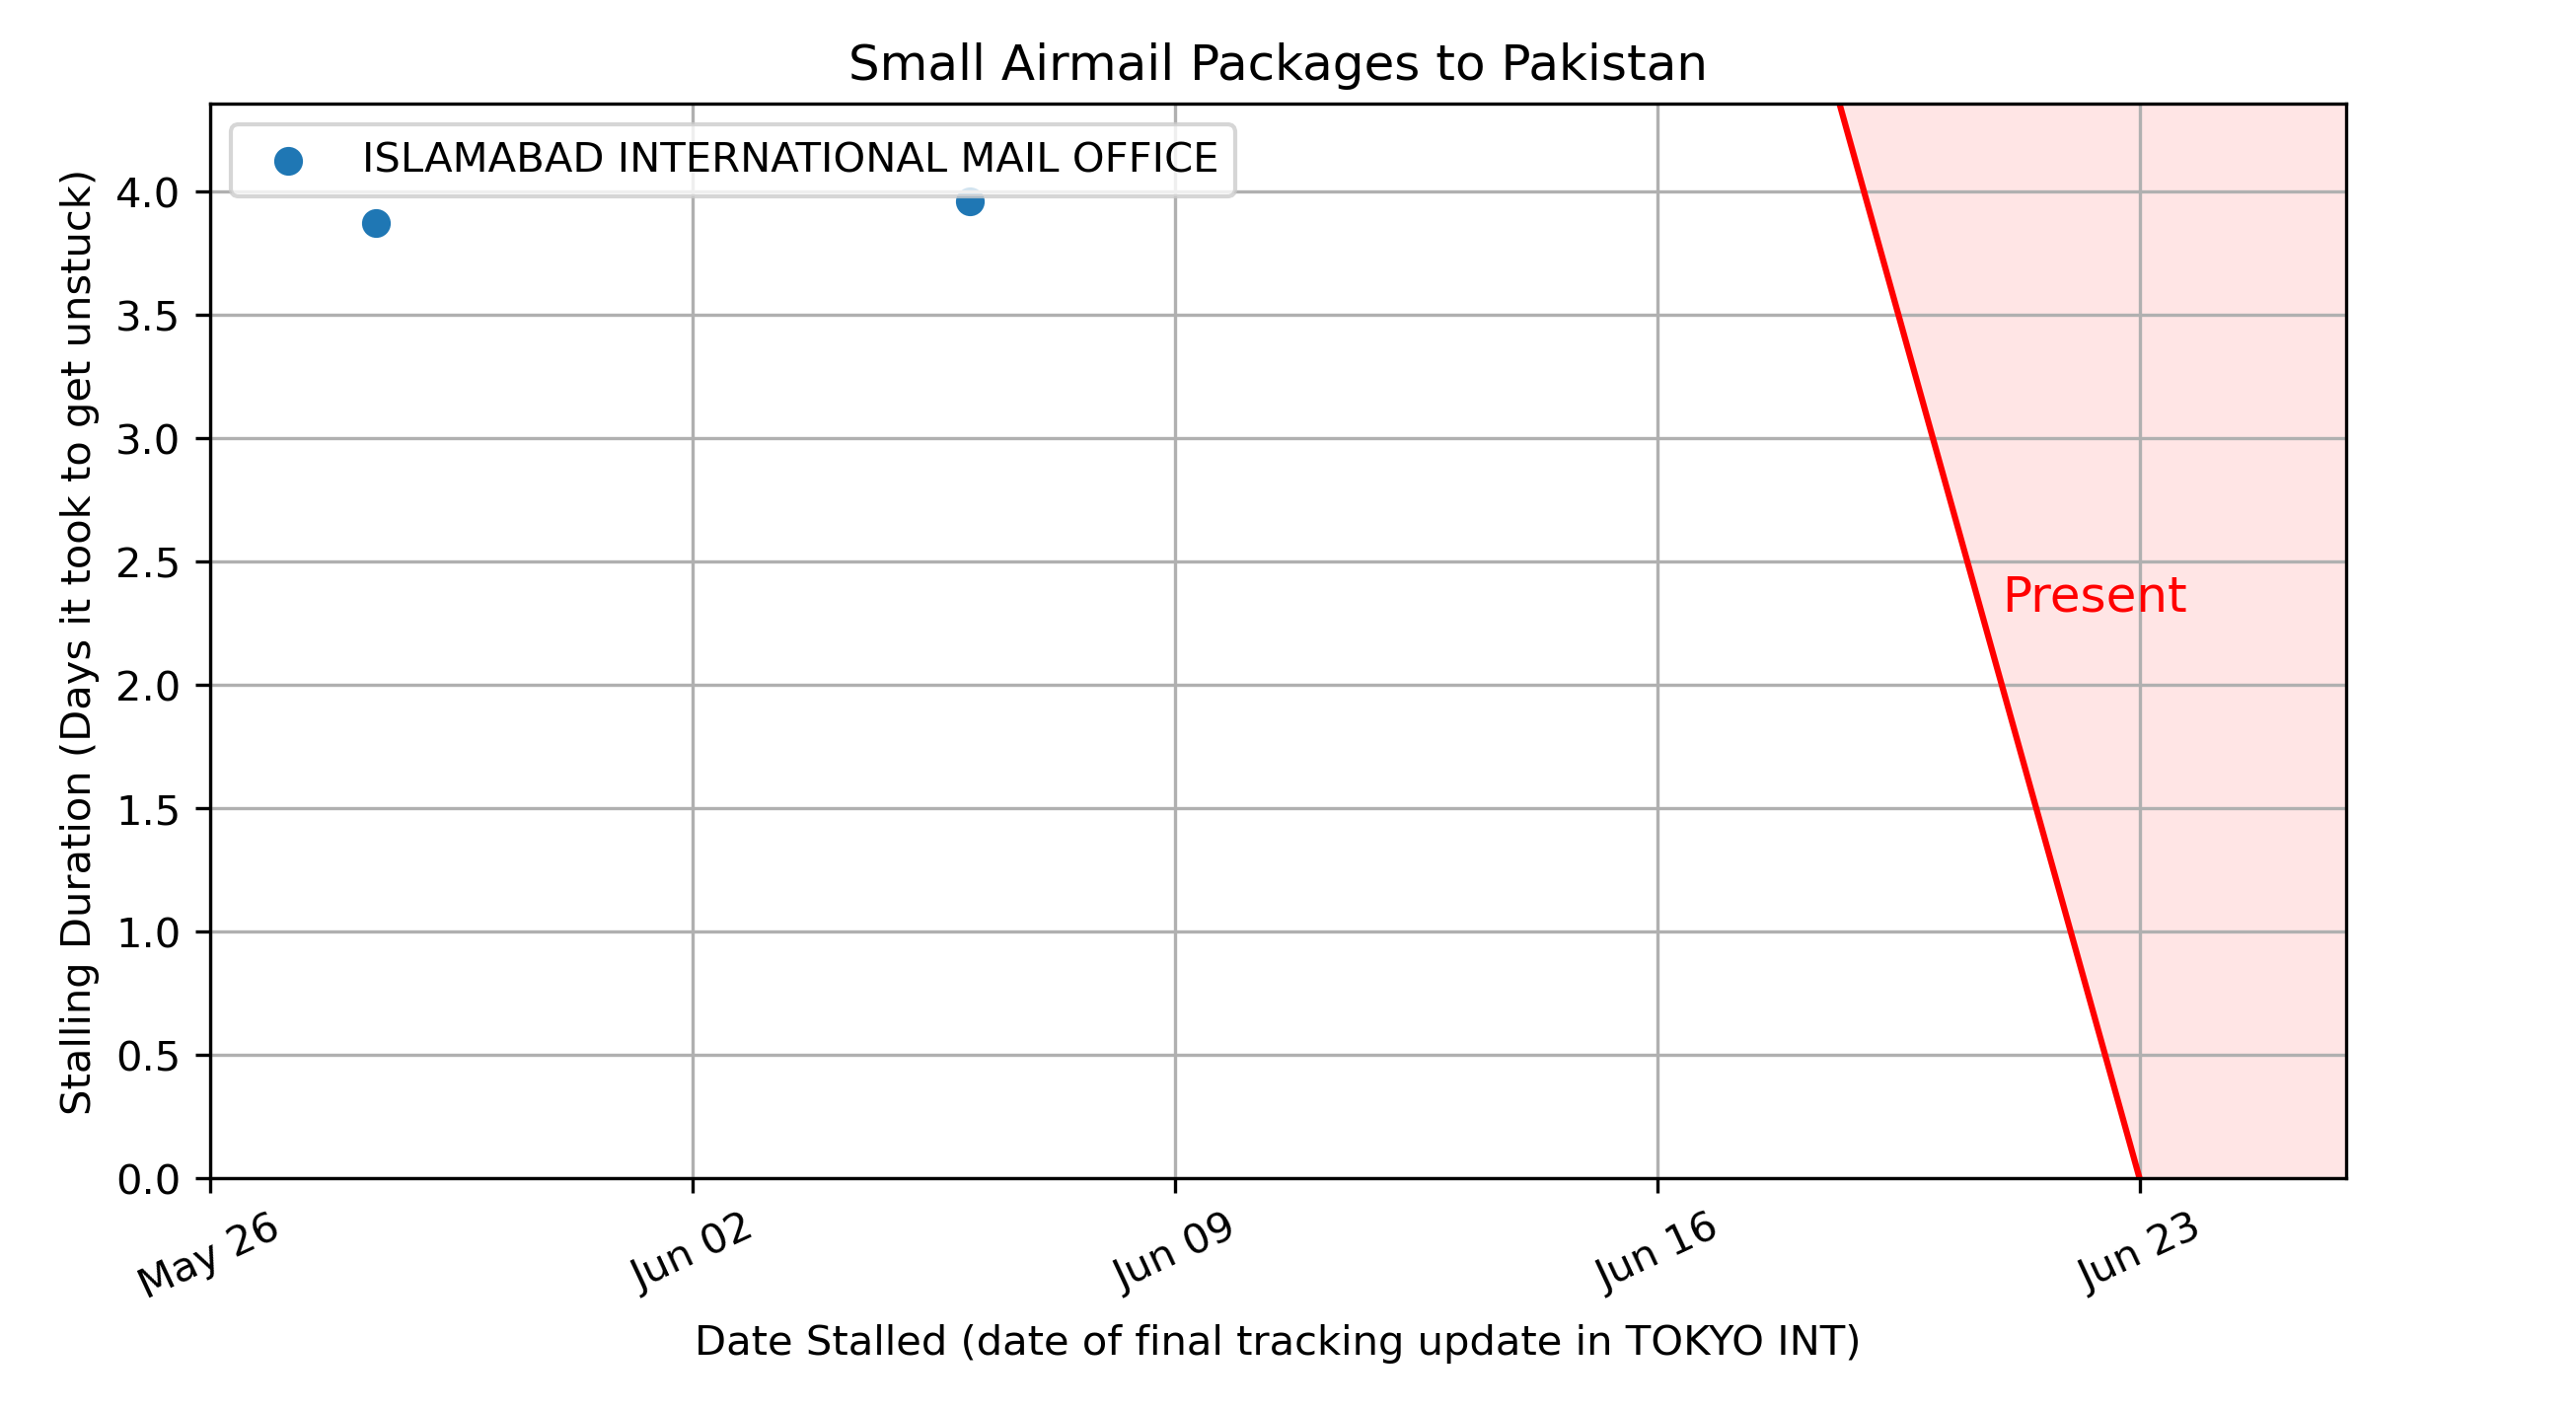 Small Airmail Packages to Pakistan
ISLAMABAD INTERNATIONAL MAIL OFFICE
Stalling Duration (Days it took to get unstuck)
4.0
3.5
3.0
2.5
2.0
1.5
1.0
0.5
0.0
Present
May 26
Jun 02
Jun 09
Jun 16
Jun 23
Date Stalled (date of final tracking update in TOKYO INT)